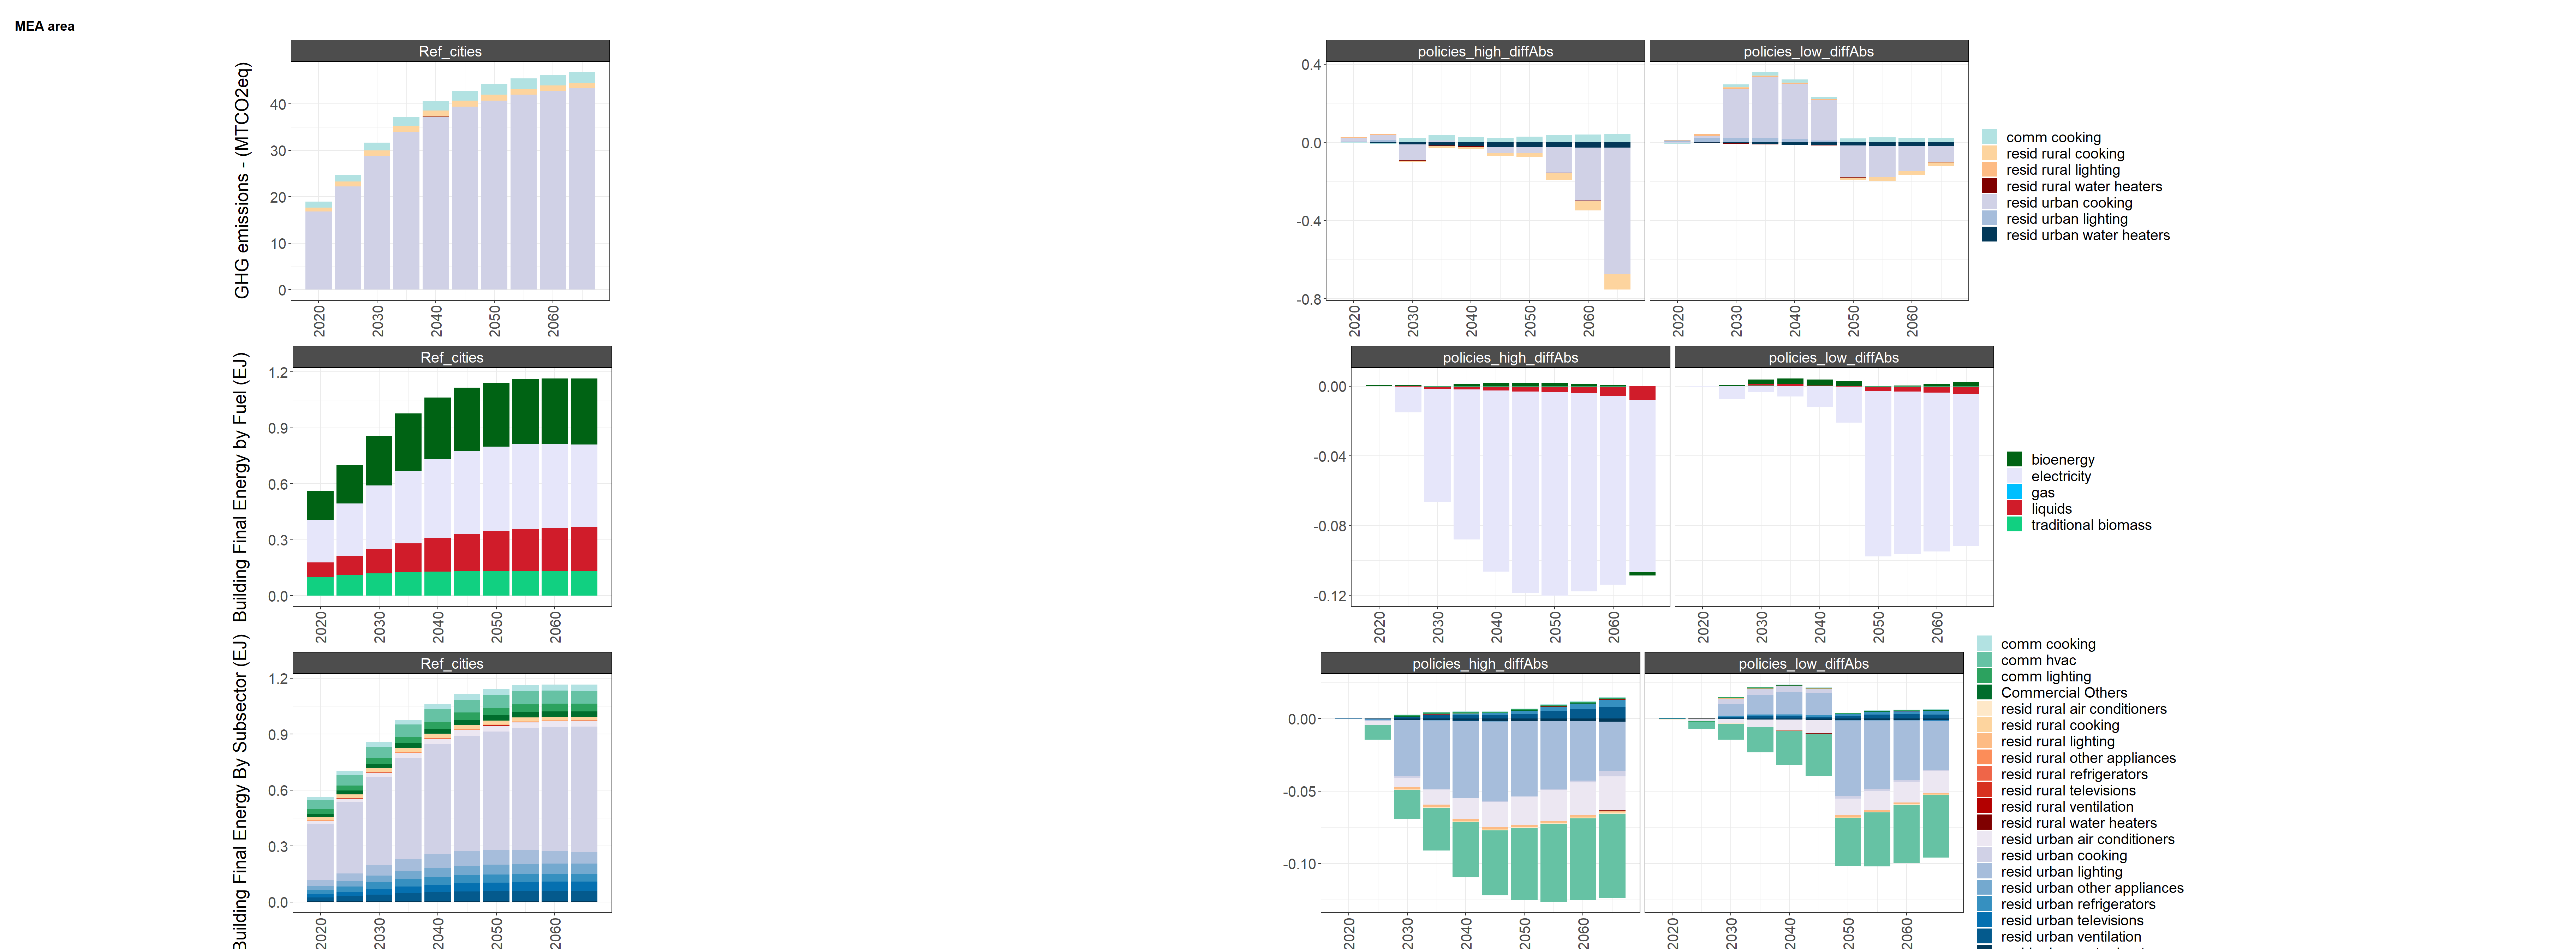 MEA area
Ref_cities
GHG emissions - (MTCO2eq)
40
30
20
10
0
2020
2030
2040
2050
2060
policies_high_diffAbs
policies_low_diffAbs
0.4
0.0
-0.4
-0.8
2020
2030
2040
2050
2060
2020
2030
2040
2050
2060
comm cooking
resid rural cooking
resid rural lighting
resid rural water heaters
resid urban cooking
resid urban lighting
resid urban water heaters
Ref_cities
Building Final Energy by Fuel (EJ)
1.2
0.9
0.6
0.3
0.0
2020
2030
2040
2050
2060
policies_high_diffAbs
policies_low_diffAbs
0.00
-0.04
-0.08
-0.12
2020
2030
2040
2050
2060
2020
2030
2040
2050
2060
bioenergy
electricity
gas
liquids
traditional biomass
Ref_cities
Building Final Energy By Subsector (EJ)
1.2
0.9
0.6
0.3
0.0
2020
2030
2040
2050
2060
policies_high_diffAbs
policies_low_diffAbs
0.00
-0.05
-0.10
2020
2030
2040
2050
2060
2020
2030
2040
2050
2060
comm cooking
comm hvac
comm lighting
Commercial Others
resid rural air conditioners
resid rural cooking
resid rural lighting
resid rural other appliances
resid rural refrigerators
resid rural televisions
resid rural ventilation
resid rural water heaters
resid urban air conditioners
resid urban cooking
resid urban lighting
resid urban other appliances
resid urban refrigerators
resid urban televisions
resid urban ventilation